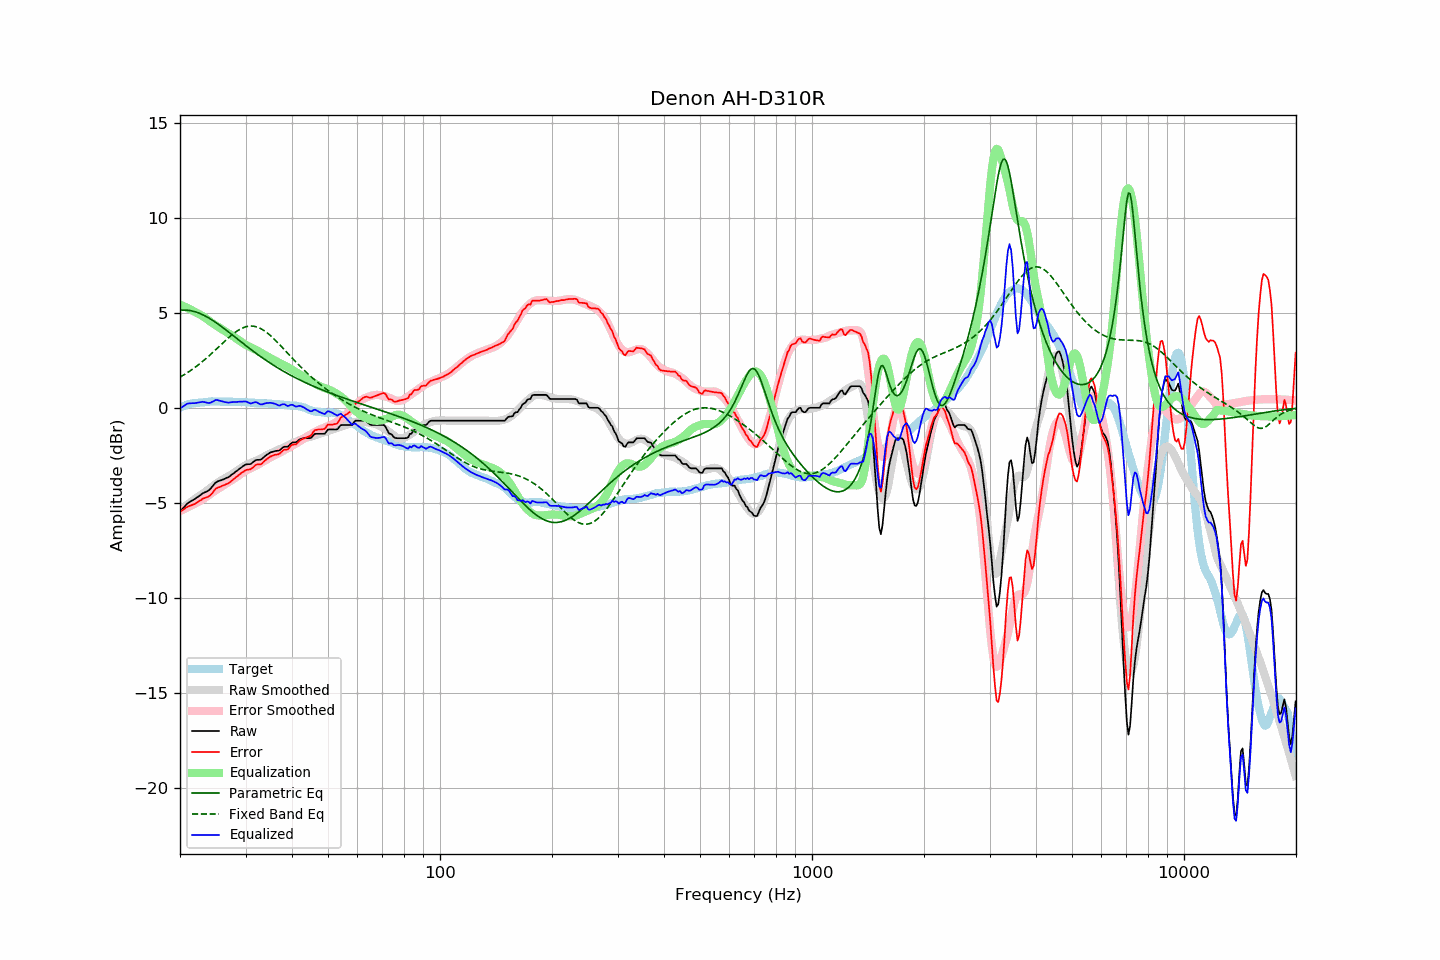 Denon AH-D310R
15
10
5
0
−5
−10
−15
−20
Amplitude (dBr)
Target
Raw Smoothed
Error Smoothed
Raw
Error
Equalization
Parametric Eq
Fixed Band Eq
Equalized
100
1000
10000
Frequency (Hz)